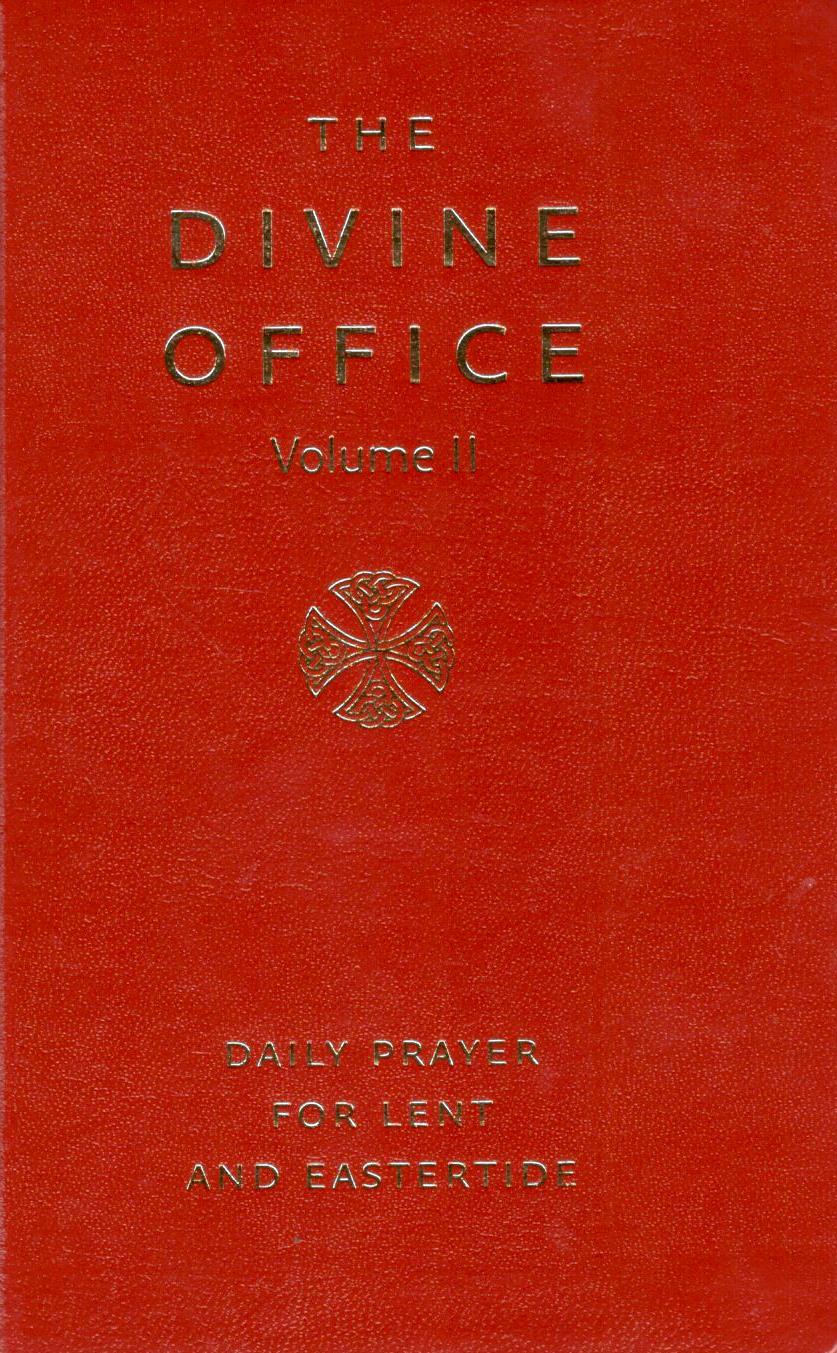 THE
DIVINE
OFFICE
Volume II
DAILY PRAYER
FOR LENT
AND EASTERTIDE